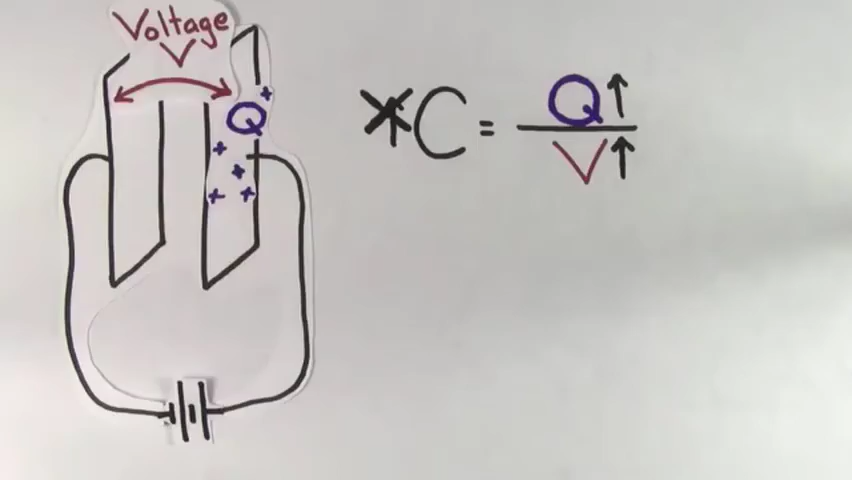 Voltage
V
Q
+
+
+
+ +
*C = Q↑
V↑